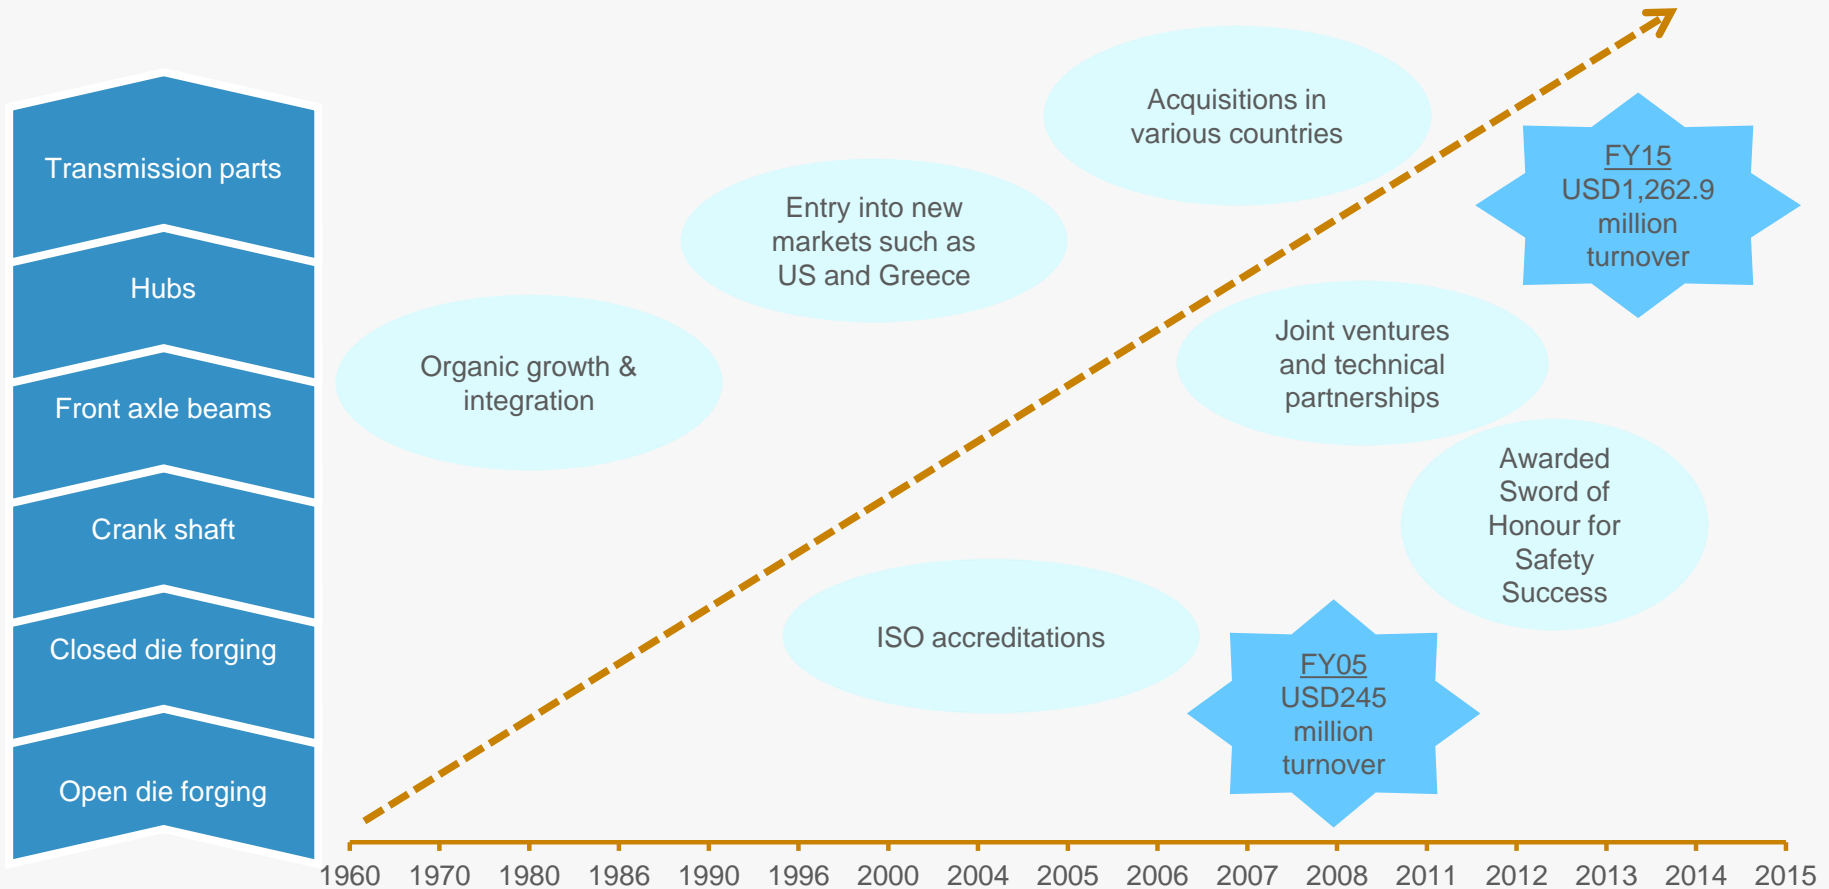 Transmission parts
Hubs
Front axle beams
Crank shaft
Closed die forging
Open die forging
Organic growth &
integration
Entry into new
markets such as
US and Greece
Acquisitions in
various countries
FY15
USD1,262.9
million
turnover
Joint ventures
and technical
partnerships
Awarded
Sword of
Honour for
Safety
Success
ISO accreditations
FY05
USD245
million
turnover
1960 1970 1980 1986 1990 1996 2000 2004 2005 2006 2007 2008 2011 2012 2013 2014 2015